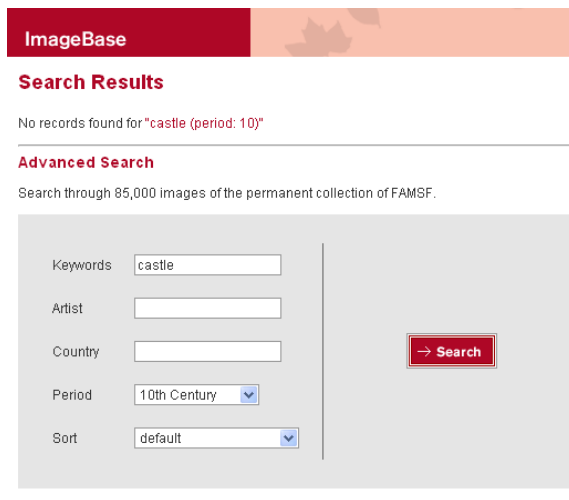 ImageBase
Search Results
No records found for "castle (period: 10)"
Advanced Search
Search through 85,000 images of the permanent collection of FAMSF.
Keywords castle
Artist
Country
→ Search
Period 10th Century
Sort default